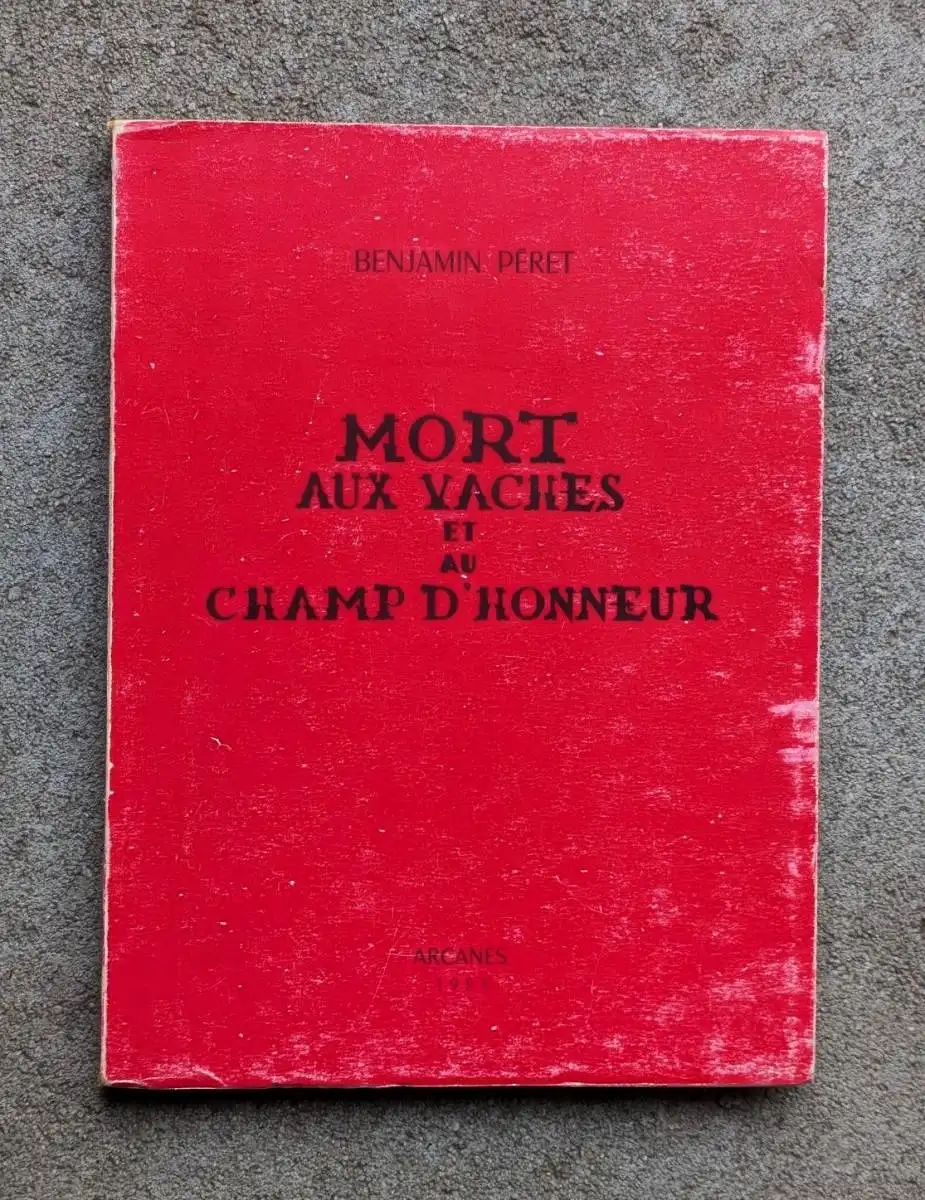 BENJAMIN PÉRET
MORT
AUX VACHES
ET
AU
CHAMP D'HONNEUR
ARCANES